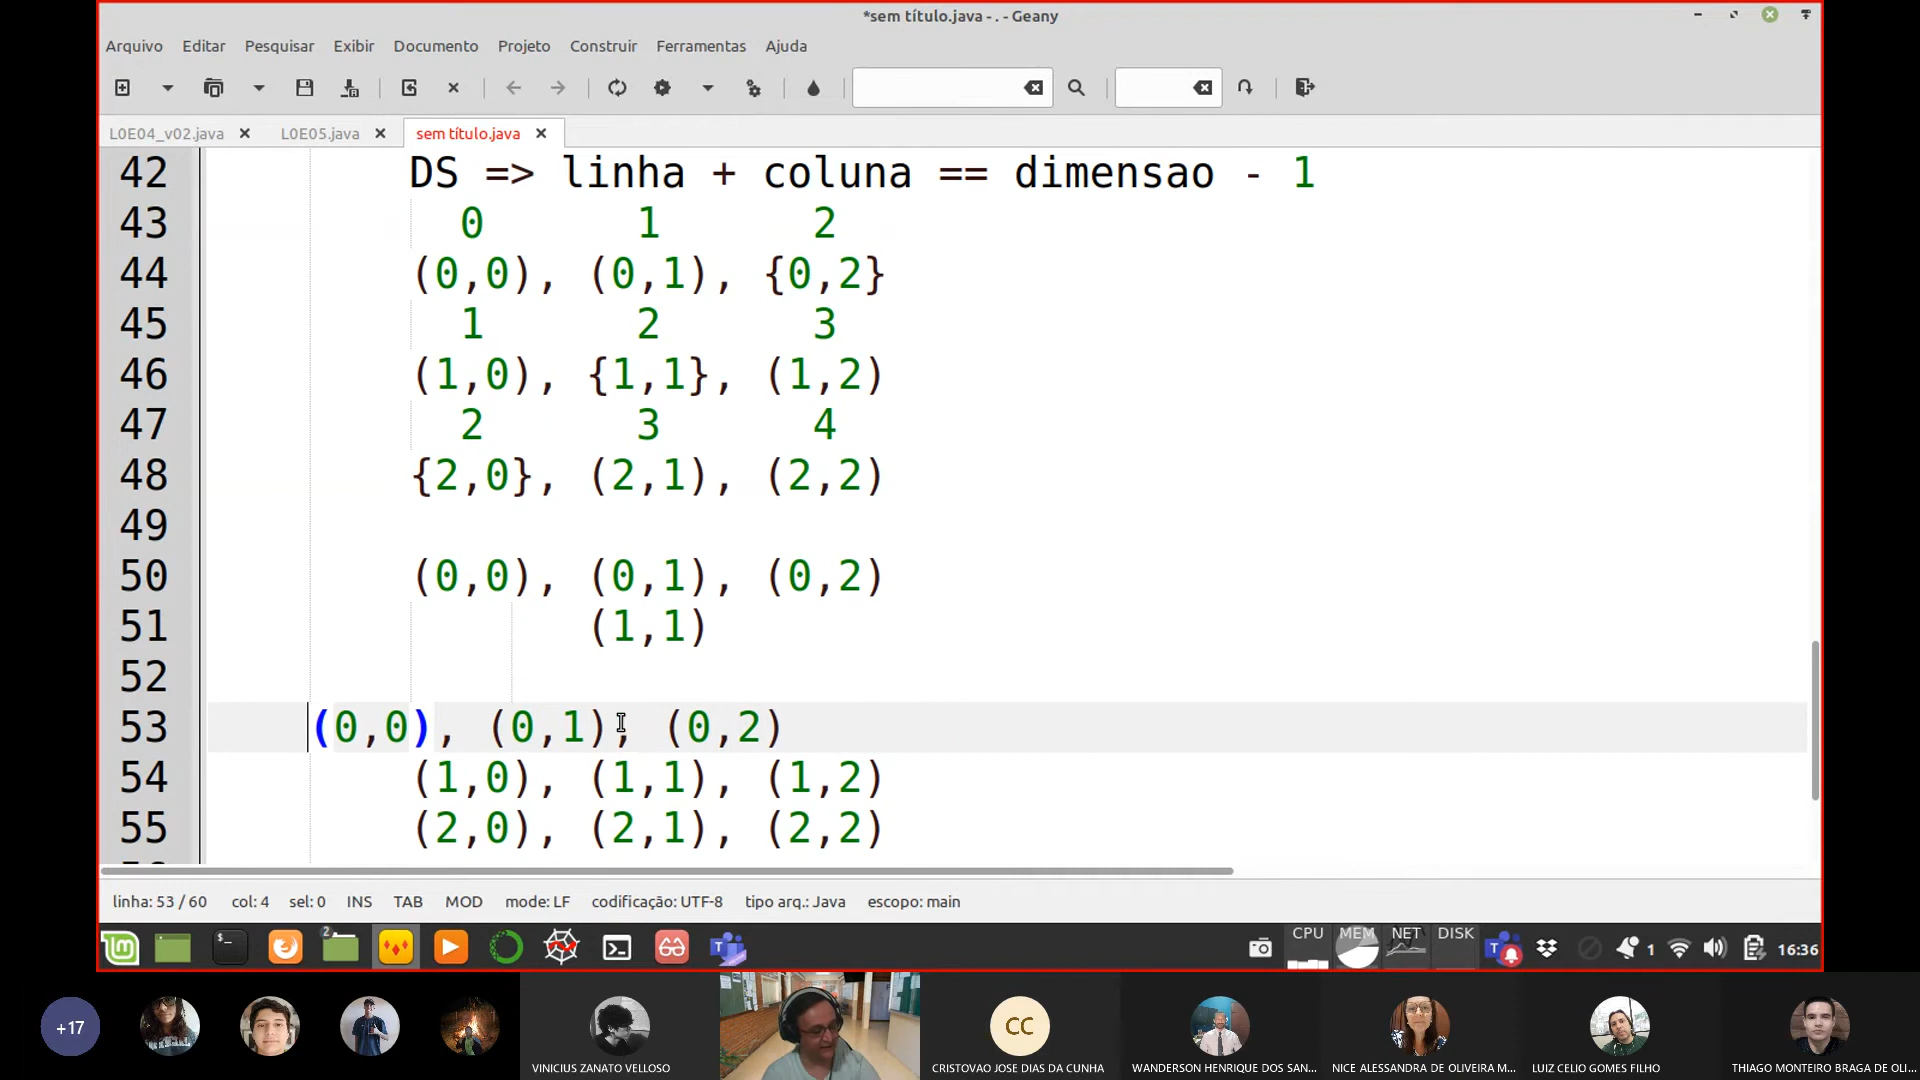 *sem título.java - . - Geany
Arquivo Editar Pesquisar Exibir Documento Projeto Construir Ferramentas Ajuda
L0E04_v02.java L0E05.java sem título.java
42 DS => linha + coluna == dimensao - 1
43 0 1 2
44 (0,0), (0,1), {0,2}
45 1 2 3
46 (1,0), {1,1}, (1,2)
47 2 3 4
48 {2,0}, (2,1), (2,2)
49
50 (0,0), (0,1), (0,2)
51 (1,1)
52
53 (0,0), (0,1), (0,2)
54 (1,0), (1,1), (1,2)
55 (2,0), (2,1), (2,2)
linha: 53 / 60 col: 4 sel: 0 INS TAB MOD mode: LF codificação: UTF-8 tipo arq.: Java escopo: main
2 CPU MEM NET DISK 1 16:36
+17 CC
VINICIUS ZANATO VELLOSO CRISTOVAO JOSE DIAS DA CUNHA WANDERSON HENRIQUE DOS SAN... NICE ALESSANDRA DE OLIVEIRA M... LUIZ CELIO GOMES FILHO THIAGO MONTEIRO BRAGA DE OLI...